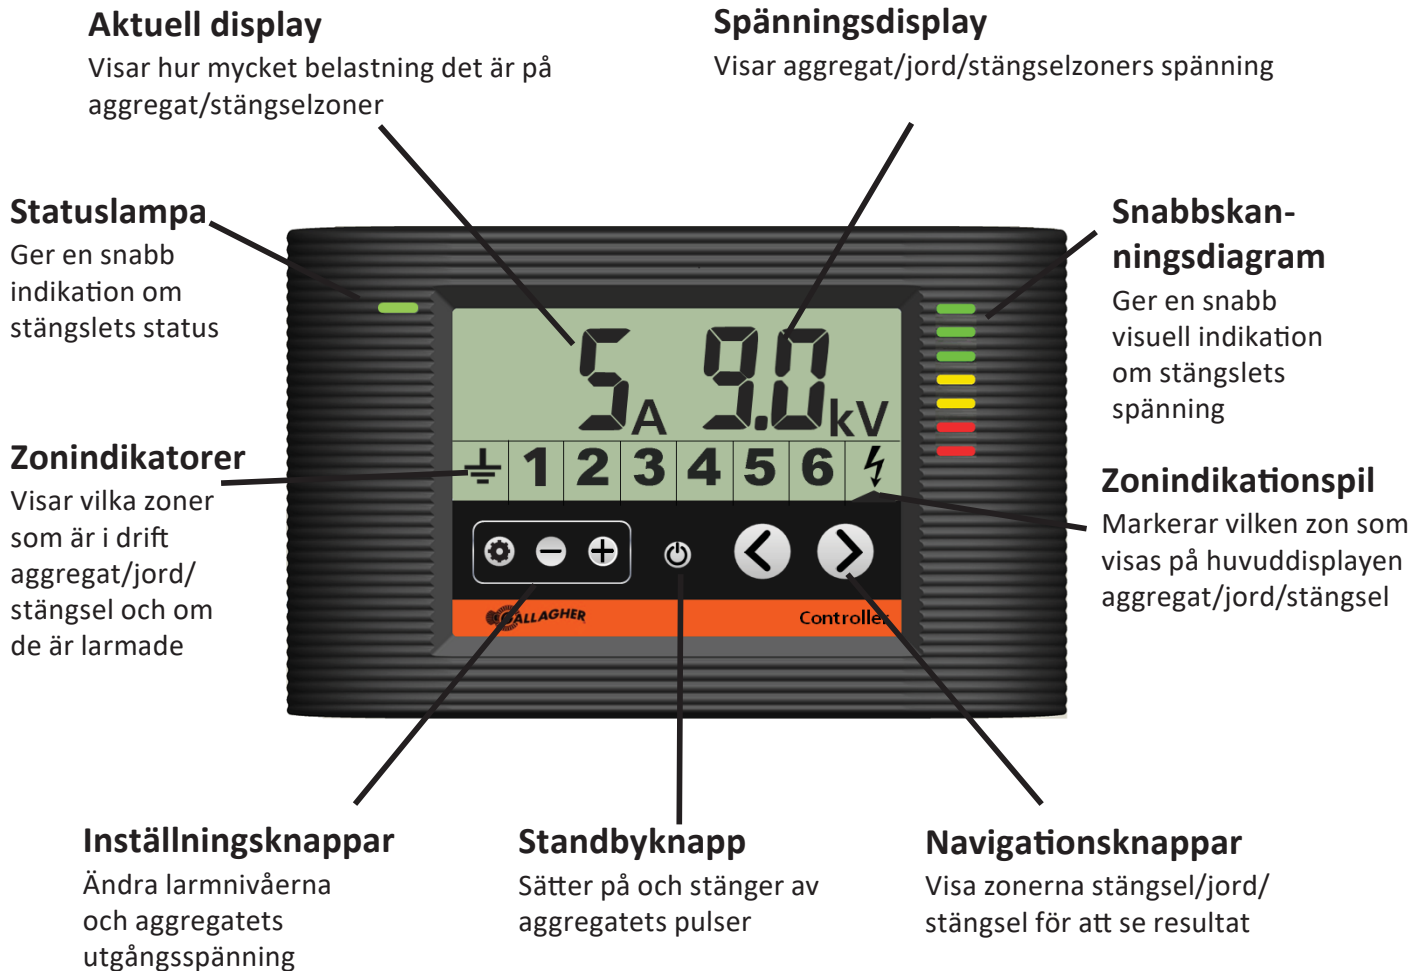 Aktuell display
Visar hur mycket belastning det är på
aggregat/stängselzoner
Spänningsdisplay
Visar aggregat/jord/stängselzoners spänning
Statuslampa
Ger en snabb
indikation om
stängslets status
Snabbskan-
ningsdiagram
Ger en snabb
visuell indikation
om stängslets
spänning
5A 9.0kV
1 2 3 4 5 6
Zonindikatorer
Visar vilka zoner
som är i drift
aggregat/jord/
stängsel och om
de är larmade
Zonindikationspil
Markerar vilken zon som
visas på huvuddisplayen
aggregat/jord/stängsel
GALLAGHER
Controller
Inställningsknappar
Ändra larmnivåerna
och aggregatets
utgångsspänning
Standbyknapp
Sätter på och stänger av
aggregatets pulser
Navigationsknappar
Visa zonerna stängsel/jord/
stängsel för att se resultat